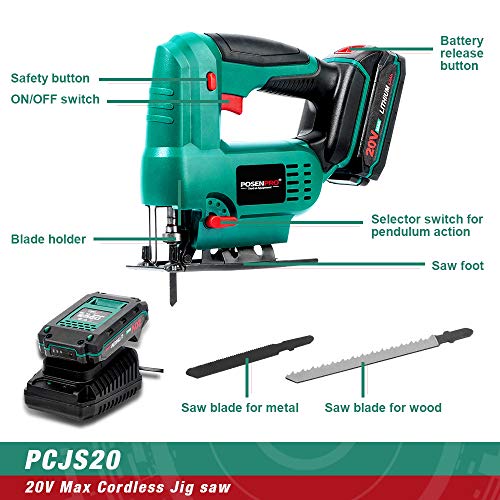 Battery
release
button
Safety button
ON/OFF switch
LITHIUM
20V
POSENPRO
Selector switch for
pendulum action
Blade holder
Saw foot
Saw blade for metal
Saw blade for wood
PCJS20
20V Max Cordless Jig saw